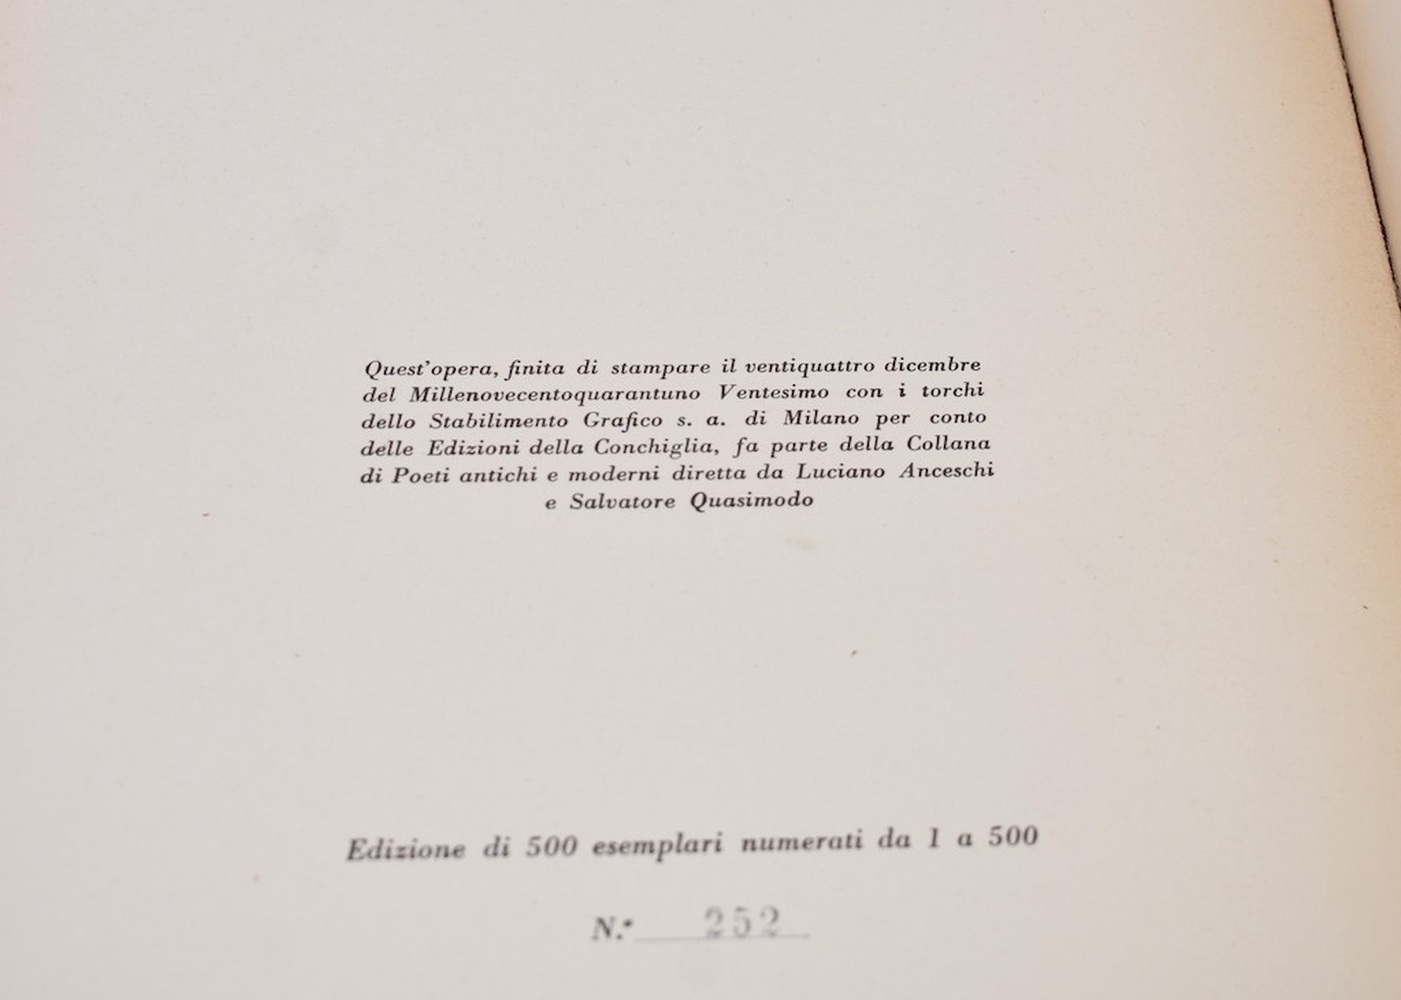 Quest'opera, finita di stampare il ventiquattro dicembre
del Millenovecentoquarantuno Ventesimo con i torchi
dello Stabilimento Grafico s. a. di Milano per conto
delle Edizioni della Conchiglia, fa parte della Collana
di Poeti antichi e moderni diretta da Luciano Anceschi
e Salvatore Quasimodo
Edizione di 500 esemplari numerati da 1 a 500
N.° 252